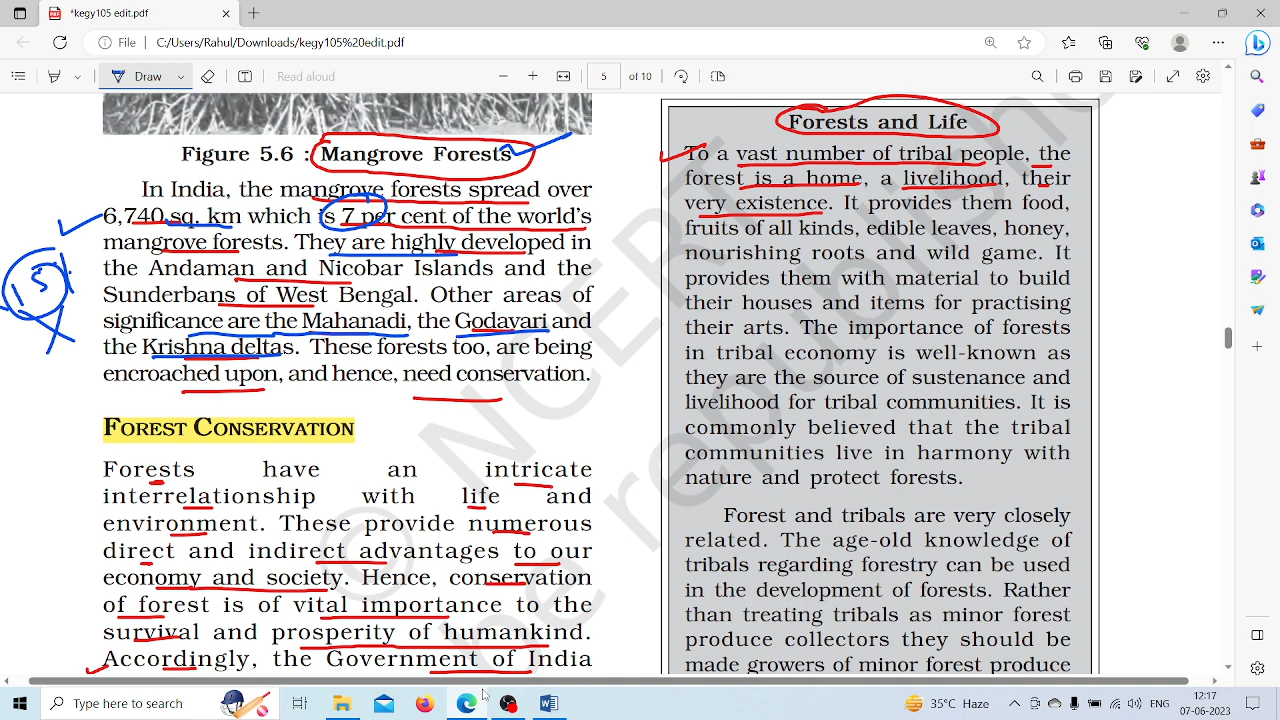 *kegy105 edit.pdf
File
C:/Users/Rahul/Downloads/kegy105%20edit.pdf
Draw
Read aloud
5
of 10
Figure 5.6 : Mangrove Forests
In India, the mangrove forests spread over
6,740 sq. km which is 7 per cent of the world's
mangrove forests. They are highly developed in
the Andaman and Nicobar Islands and the
Sunderbans of West Bengal. Other areas of
significance are the Mahanadi, the Godavari and
the Krishna deltas. These forests too, are being
encroached upon, and hence, need conservation.
15
FOREST CONSERVATION
Forests have an intricate
interrelationship with life and
environment. These provide numerous
direct and indirect advantages to our
economy and society. Hence, conservation
of forest is of vital importance to the
survival and prosperity of humankind.
Accordingly, the Government of India
Forests and Life
To a vast number of tribal people, the
forest is a home, a livelihood, their
very existence. It provides them food,
fruits of all kinds, edible leaves, honey,
nourishing roots and wild game. It
provides them with material to build
their houses and items for practising
their arts. The importance of forests
in tribal economy is well-known as
they are the source of sustenance and
livelihood for tribal communities. It is
commonly believed that the tribal
communities live in harmony with
nature and protect forests.
Forest and tribals are very closely
related. The age-old knowledge of
tribals regarding forestry can be used
in the development of forests. Rather
than treating tribals as minor forest
produce collectors they should be
made growers of minor forest produce
© NCERT
be republished
Type here to search
35°C Haze
ENG
12:17
07-06-2023